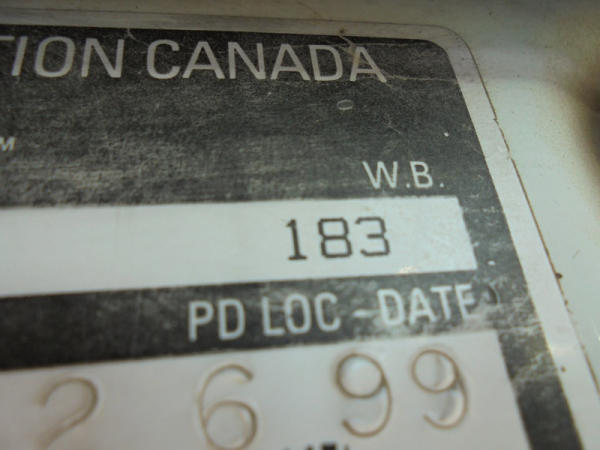 TION CANADA
M
W.B.
183
PD LOC - DATE
2 6 99